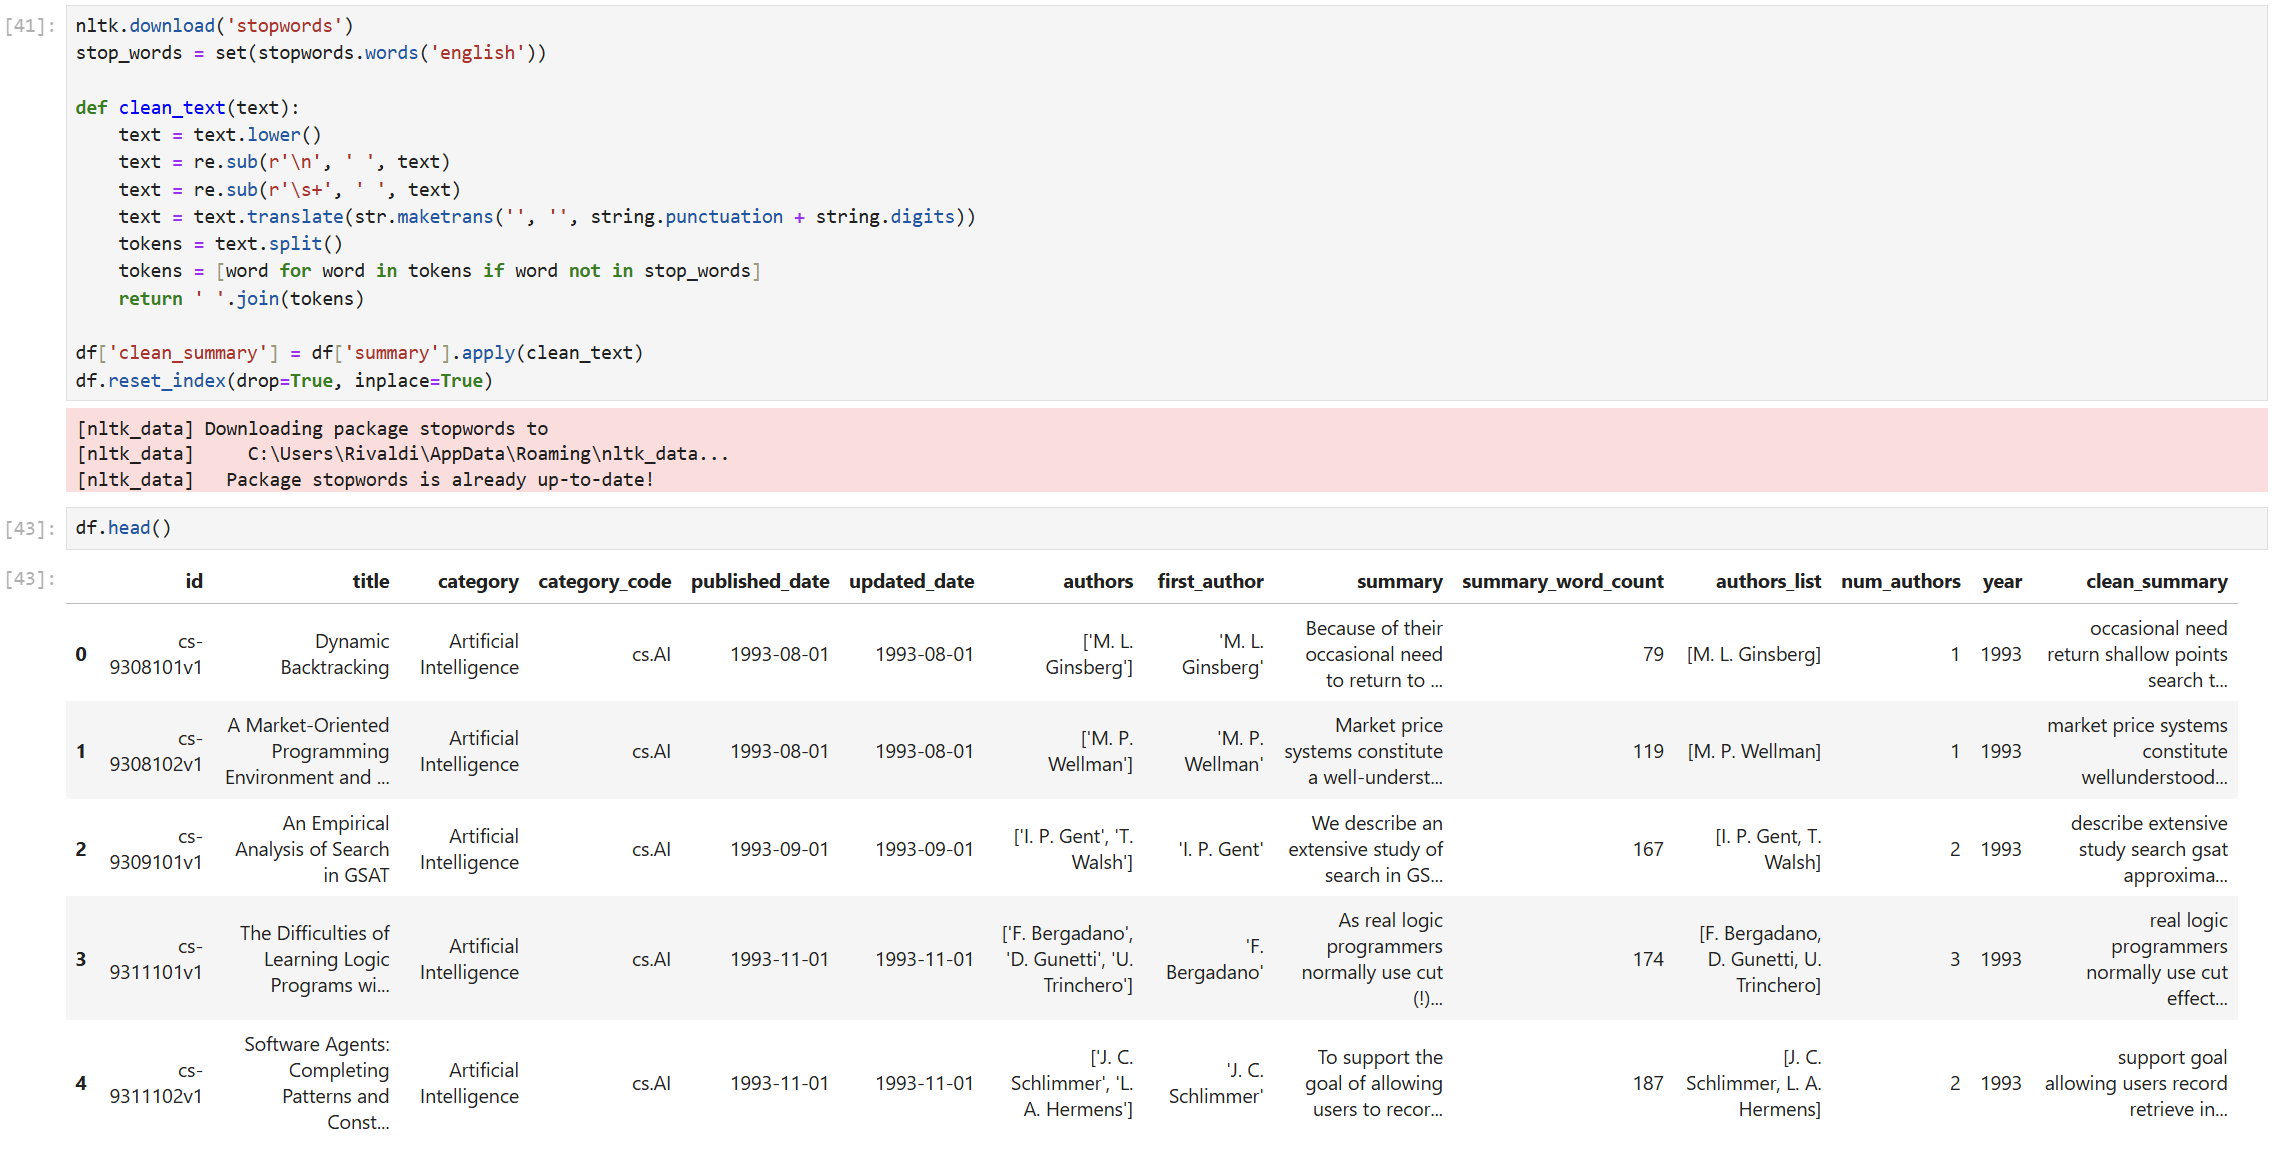 [41]:
nltk.download('stopwords')
stop_words = set(stopwords.words('english'))
def clean_text(text):
    text = text.lower()
    text = re.sub(r'\n', ' ', text)
    text = re.sub(r'\s+', ' ', text)
    text = text.translate(str.maketrans('', '', string.punctuation + string.digits))
    tokens = text.split()
    tokens = [word for word in tokens if word not in stop_words]
    return ' '.join(tokens)
df['clean_summary'] = df['summary'].apply(clean_text)
df.reset_index(drop=True, inplace=True)
[nltk_data] Downloading package stopwords to
[nltk_data]     C:\Users\Rivaldi\AppData\Roaming\nltk_data...
[nltk_data]   Package stopwords is already up-to-date!
[43]:
df.head()
[43]:
id title category category_code published_date updated_date authors first_author summary summary_word_count authors_list num_authors year clean_summary
0
cs-
9308101v1
Dynamic
Backtracking
Artificial
Intelligence
cs.AI
1993-08-01
1993-08-01
['M. L.
Ginsberg']
'M. L.
Ginsberg'
Because of their
occasional need
to return to ...
79
[M. L. Ginsberg]
1
1993
occasional need
return shallow points
search t...
1
cs-
9308102v1
A Market-Oriented
Programming
Environment and ...
Artificial
Intelligence
cs.AI
1993-08-01
1993-08-01
['M. P.
Wellman']
'M. P.
Wellman'
Market price
systems constitute
a well-underst...
119
[M. P. Wellman]
1
1993
market price systems
constitute
wellunderstood...
2
cs-
9309101v1
An Empirical
Analysis of Search
in GSAT
Artificial
Intelligence
cs.AI
1993-09-01
1993-09-01
['I. P. Gent', 'T.
Walsh']
'I. P. Gent'
We describe an
extensive study of
search in GS...
167
[I. P. Gent, T.
Walsh]
2
1993
describe extensive
study search gsat
approxima...
3
cs-
9311101v1
The Difficulties of
Learning Logic
Programs wi...
Artificial
Intelligence
cs.AI
1993-11-01
1993-11-01
['F. Bergadano',
'D. Gunetti', 'U.
Trinchero']
'F.
Bergadano'
As real logic
programmers
normally use cut
(!)...
174
[F. Bergadano,
D. Gunetti, U.
Trinchero]
3
1993
real logic
programmers
normally use cut
effect...
4
cs-
9311102v1
Software Agents:
Completing
Patterns and
Const...
Artificial
Intelligence
cs.AI
1993-11-01
1993-11-01
['J. C.
Schlimmer', 'L.
A. Hermens']
'J. C.
Schlimmer'
To support the
goal of allowing
users to recor...
187
[J. C.
Schlimmer, L. A.
Hermens]
2
1993
support goal
allowing users record
retrieve in...